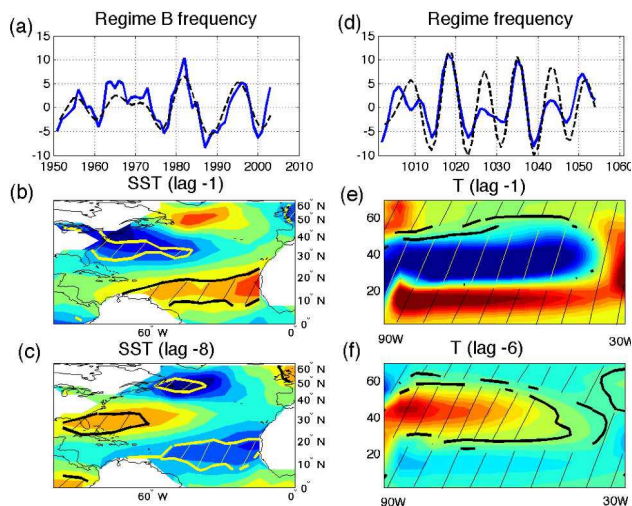 (a) Regime B frequency
15
10
5
0
-5
-10
1950 1960 1970 1980 1990 2000 2010
(b) SST (lag -1)
60° N
50° N
40° N
30° N
20° N
10° N
0°
60° W 0°
(c) SST (lag -8)
60° N
50° N
40° N
30° N
20° N
10° N
0°
60° W 0°
(d) Regime frequency
15
10
5
0
-5
-10
1010 1020 1030 1040 1050 1060
(e) T (lag -1)
60
40
20
90W 30W
(f) T (lag -6)
60
40
20
90W 30W